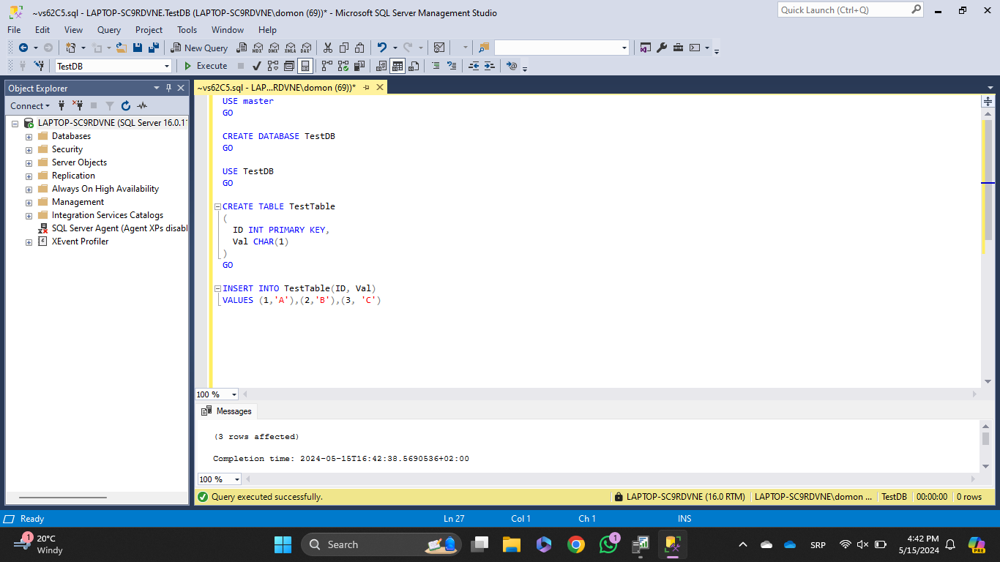 ~vs62C5.sql - LAPTOP-SC9RDVNE.TestDB (LAPTOP-SC9RDVNE\domon (69))* - Microsoft SQL Server Management Studio
Quick Launch (Ctrl+Q)
File Edit View Query Project Tools Window Help
New Query
MDX DMX XMLA DAX
TestDB
Execute
Object Explorer
~vs62C5.sql - LAP...RDVNE\domon (69))*
Connect
LAPTOP-SC9RDVNE (SQL Server 16.0.1
Databases
Security
Server Objects
Replication
Always On High Availability
Management
Integration Services Catalogs
SQL Server Agent (Agent XPs disabl
XEvent Profiler
USE master
GO
CREATE DATABASE TestDB
GO
USE TestDB
GO
CREATE TABLE TestTable
(
ID INT PRIMARY KEY,
Val CHAR(1)
)
GO
INSERT INTO TestTable(ID, Val)
VALUES (1,'A'),(2,'B'),(3, 'C')
100 %
Messages
(3 rows affected)
Completion time: 2024-05-15T16:42:38.5690536+02:00
100 %
Query executed successfully.
LAPTOP-SC9RDVNE (16.0 RTM)
LAPTOP-SC9RDVNE\domon ...
TestDB
00:00:00
0 rows
Ready
Ln 27
Col 1
Ch 1
INS
1
20°C
Windy
Search
1
SRP
4:42 PM
5/15/2024
PRE